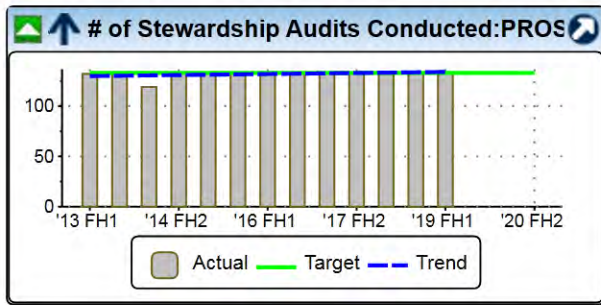 # of Stewardship Audits Conducted:PROS
100
50
0
'13 FH1 '14 FH2 '16 FH1 '17 FH2 '19 FH1 '20 FH2
Actual Target Trend